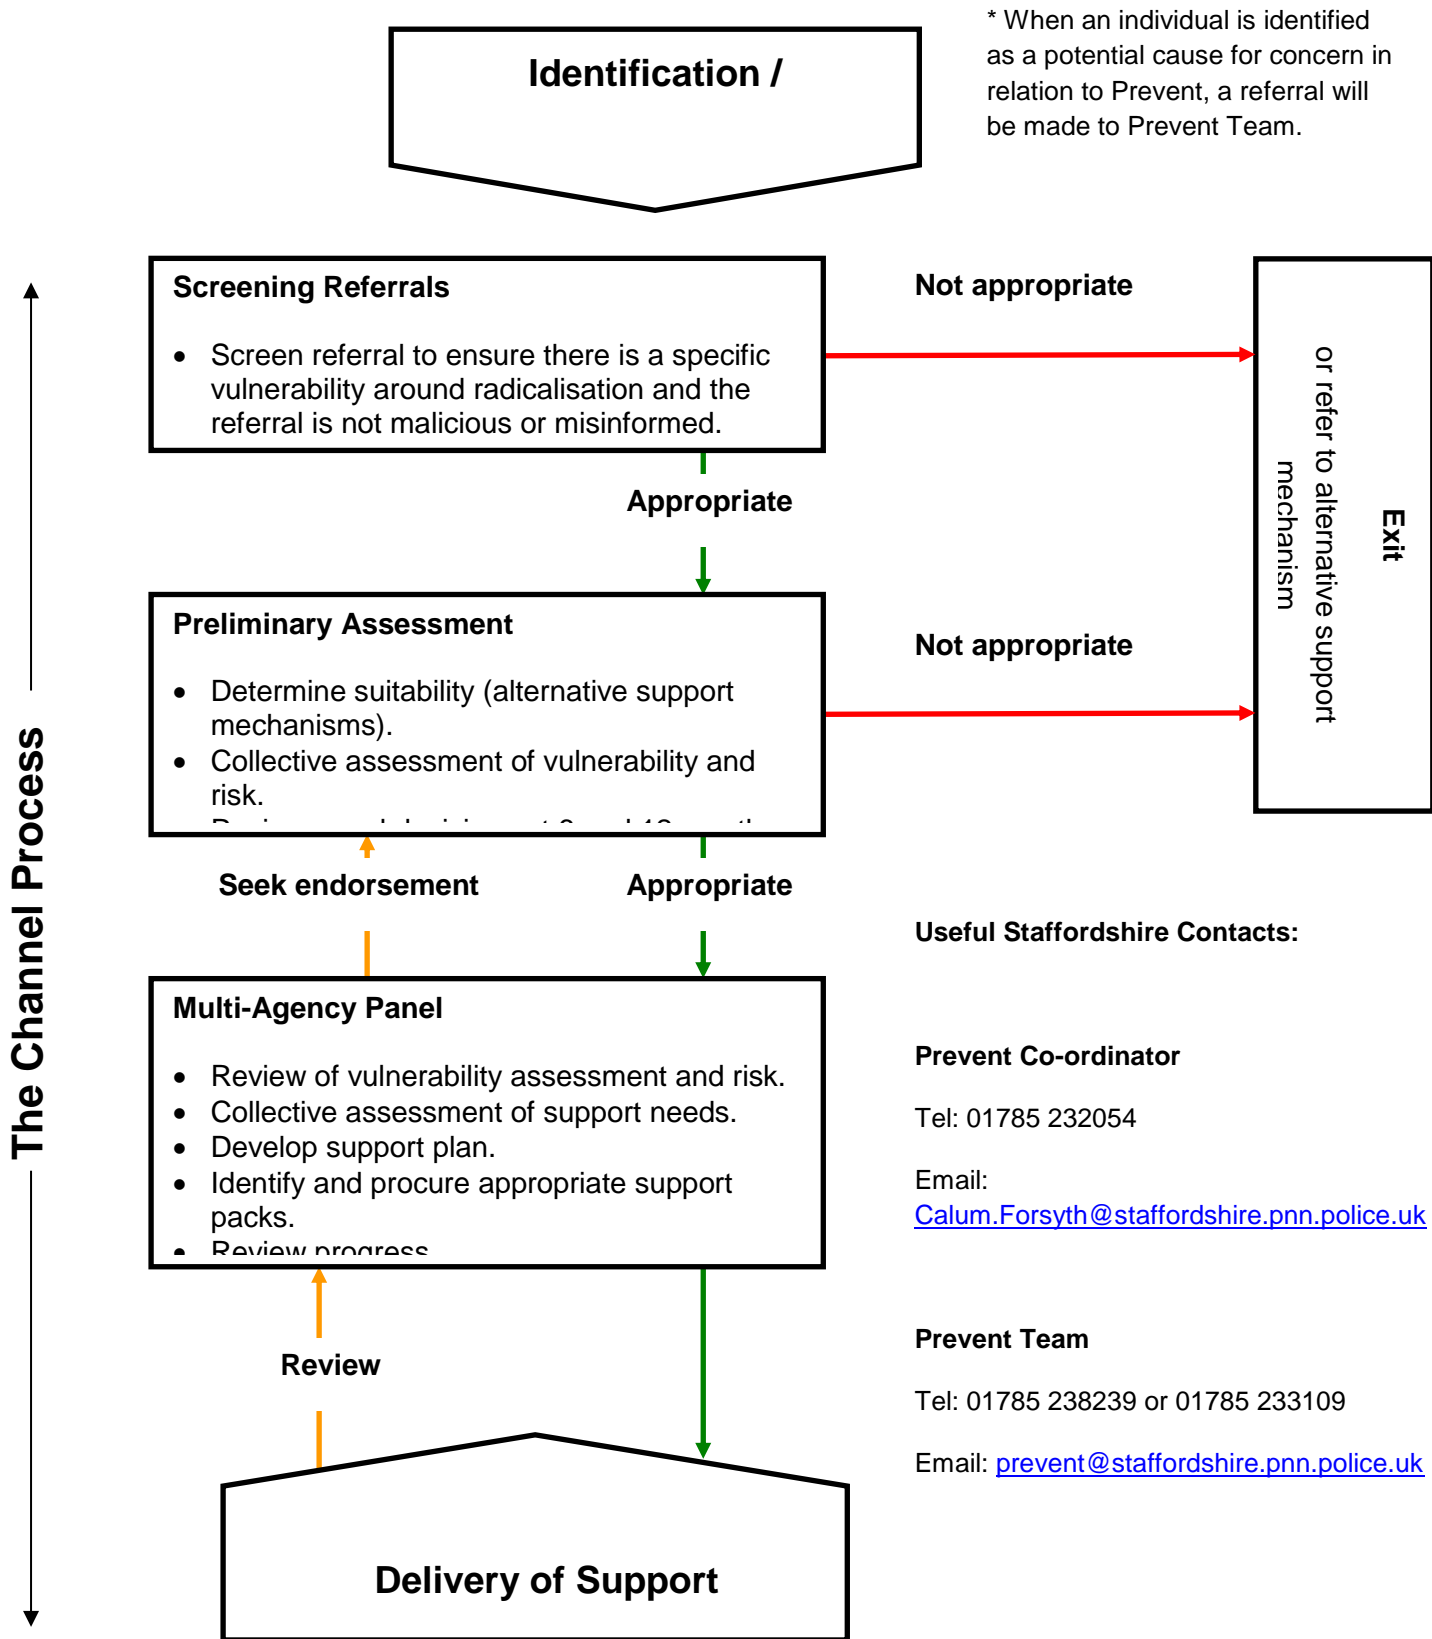 * When an individual is identified
as a potential cause for concern in
relation to Prevent, a referral will
be made to Prevent Team.
Identification /
The Channel Process
Screening Referrals
• Screen referral to ensure there is a specific
vulnerability around radicalisation and the
referral is not malicious or misinformed.
Not appropriate
Exit
or refer to alternative support
mechanism
Appropriate
Preliminary Assessment
• Determine suitability (alternative support
mechanisms).
• Collective assessment of vulnerability and
risk.
Not appropriate
Seek endorsement
Appropriate
Multi-Agency Panel
• Review of vulnerability assessment and risk.
• Collective assessment of support needs.
• Develop support plan.
• Identify and procure appropriate support
packs.
• Review progress
Review
Delivery of Support
Useful Staffordshire Contacts:
Prevent Co-ordinator
Tel: 01785 232054
Email:
Calum.Forsyth@staffordshire.pnn.police.uk
Prevent Team
Tel: 01785 238239 or 01785 233109
Email: prevent@staffordshire.pnn.police.uk